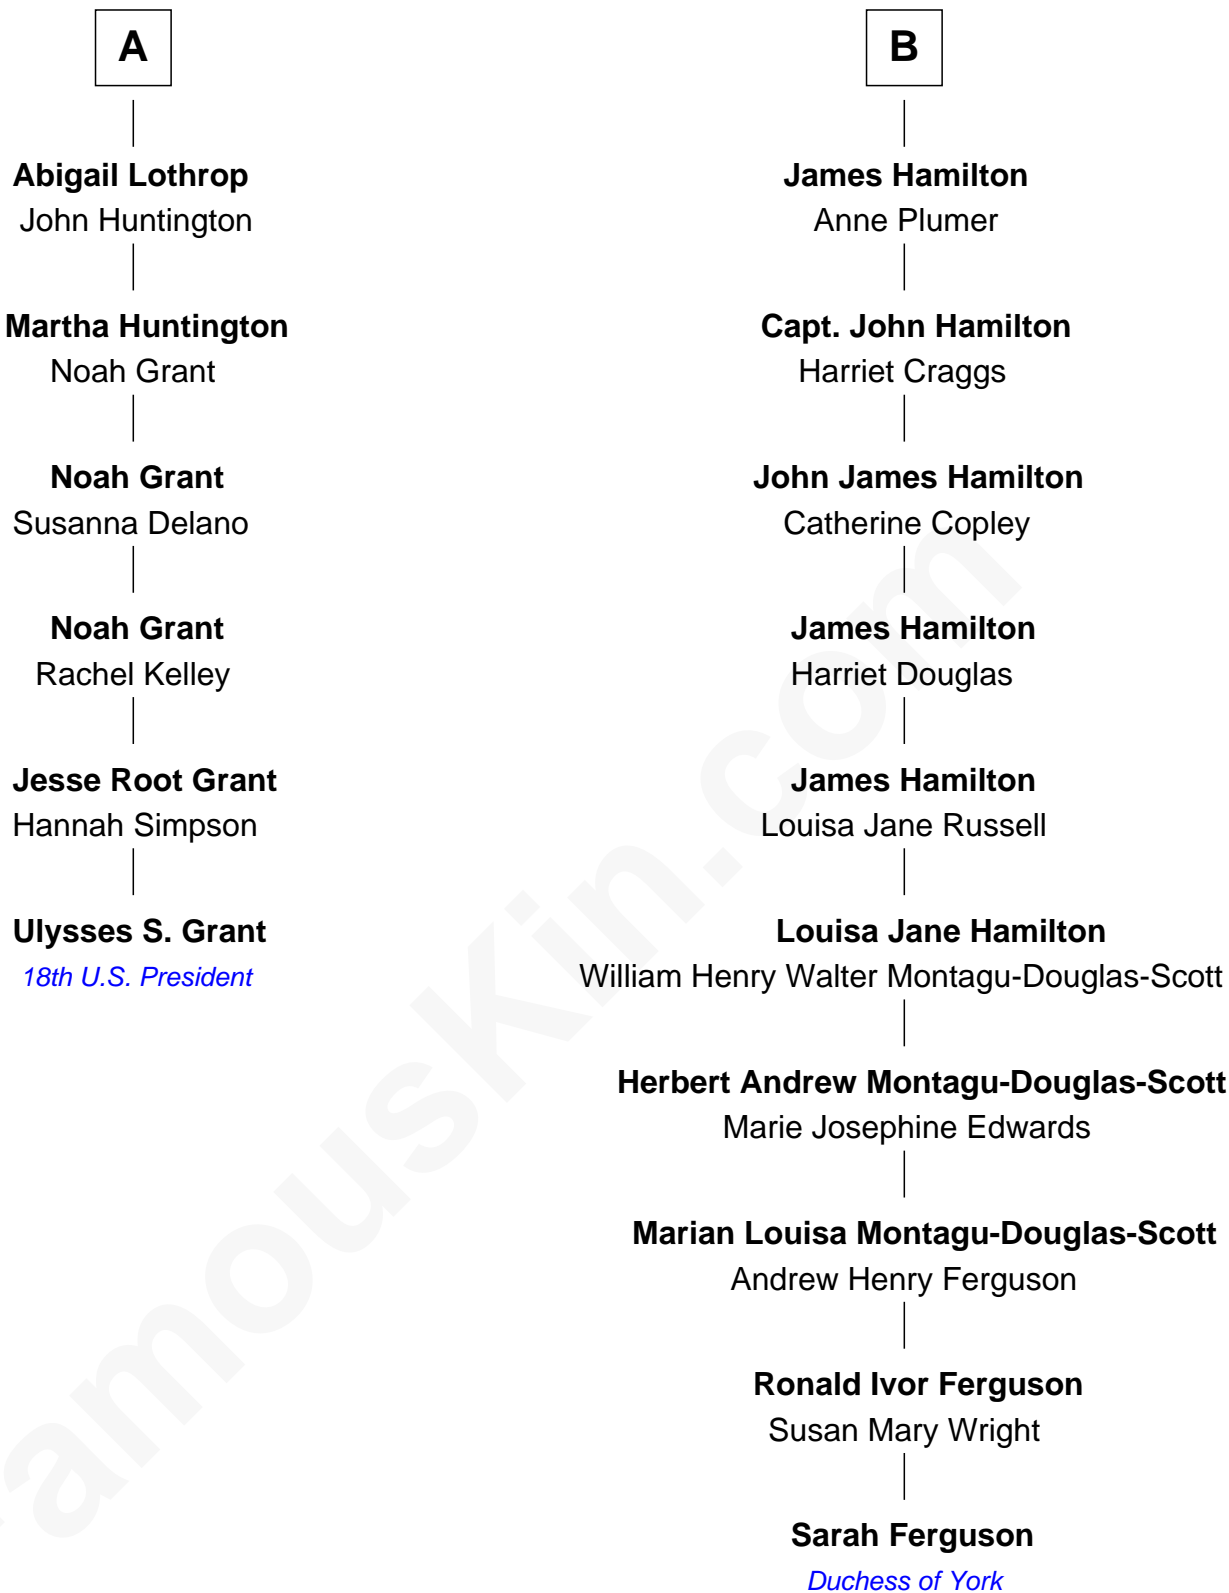 A
Abigail Lothrop
John Huntington
Martha Huntington
Noah Grant
Noah Grant
Susanna Delano
Noah Grant
Rachel Kelley
Jesse Root Grant
Hannah Simpson
Ulysses S. Grant
18th U.S. President
B
James Hamilton
Anne Plumer
Capt. John Hamilton
Harriet Craggs
John James Hamilton
Catherine Copley
James Hamilton
Harriet Douglas
James Hamilton
Louisa Jane Russell
Louisa Jane Hamilton
William Henry Walter Montagu-Douglas-Scott
Herbert Andrew Montagu-Douglas-Scott
Marie Josephine Edwards
Marian Louisa Montagu-Douglas-Scott
Andrew Henry Ferguson
Ronald Ivor Ferguson
Susan Mary Wright
Sarah Ferguson
Duchess of York
FamousKin.com